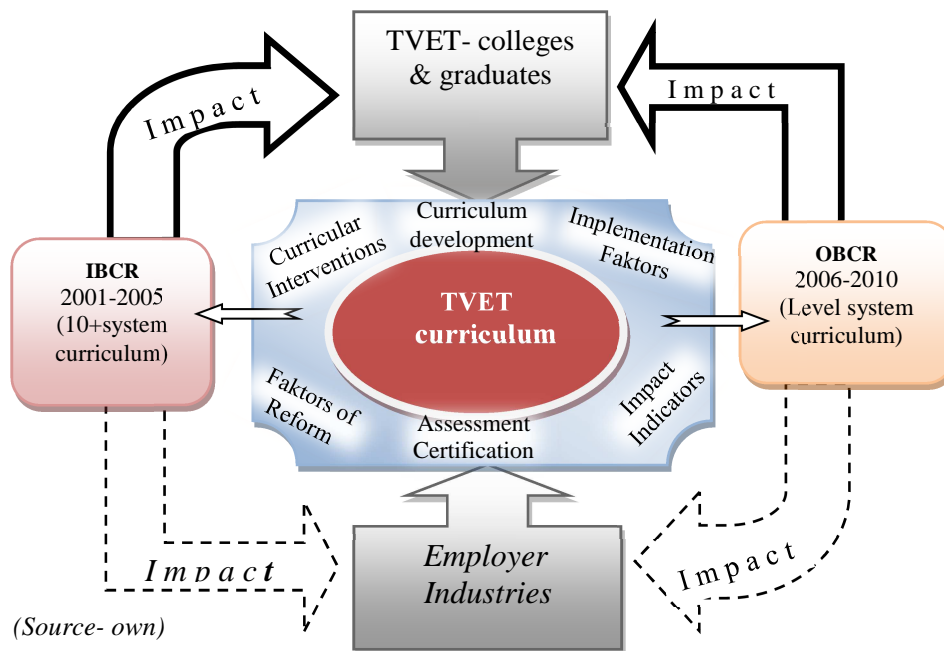 TVET- colleges
& graduates
Impact
Impact
Curricular
Interventions
Curriculum
development
Implementation
Faktors
IBCR
2001-2005
(10+system
curriculum)
TVET
curriculum
OBCR
2006-2010
(Level system
curriculum)
Faktors of
Reform
Assessment
Certification
Impact
Indicators
Impact
Employer
Industries
Impact
(Source- own)